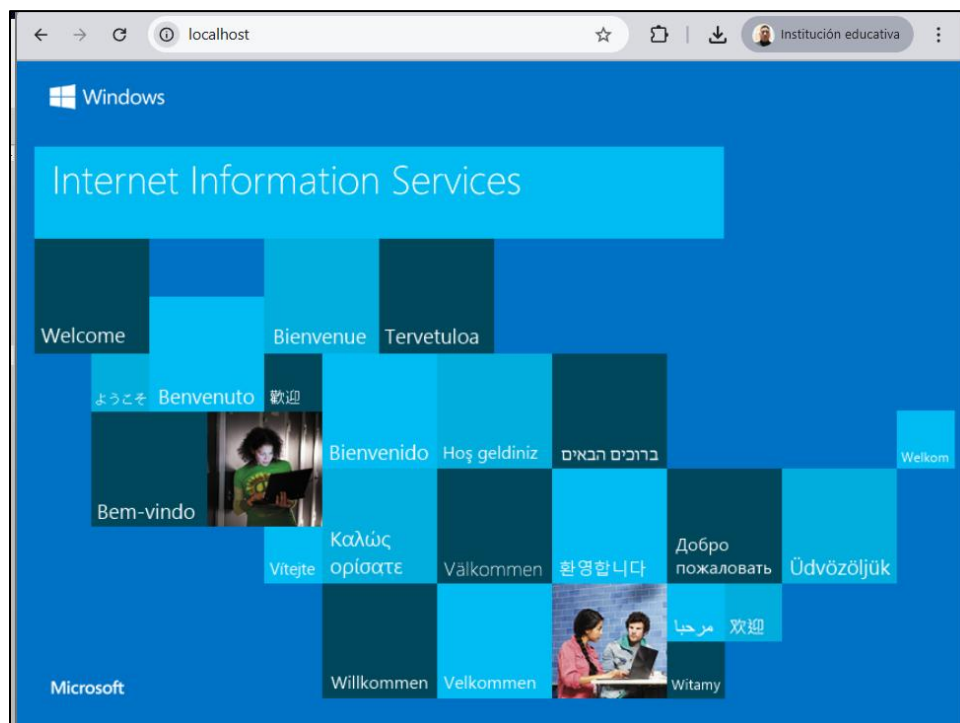 localhost
Institución educativa
Windows
Internet Information Services
Welcome
Bienvenue
Tervetuloa
ようこそ
Benvenuto
歡迎
Bienvenido
Hoş geldiniz
ברוכים הבאים
Welkom
Bem-vindo
Vítejte
Καλώς
ορίσατε
Välkommen
환영합니다
Добро
пожаловать
Üdvözöljük
مرحبا
欢迎
Willkommen
Velkommen
Witamy
Microsoft